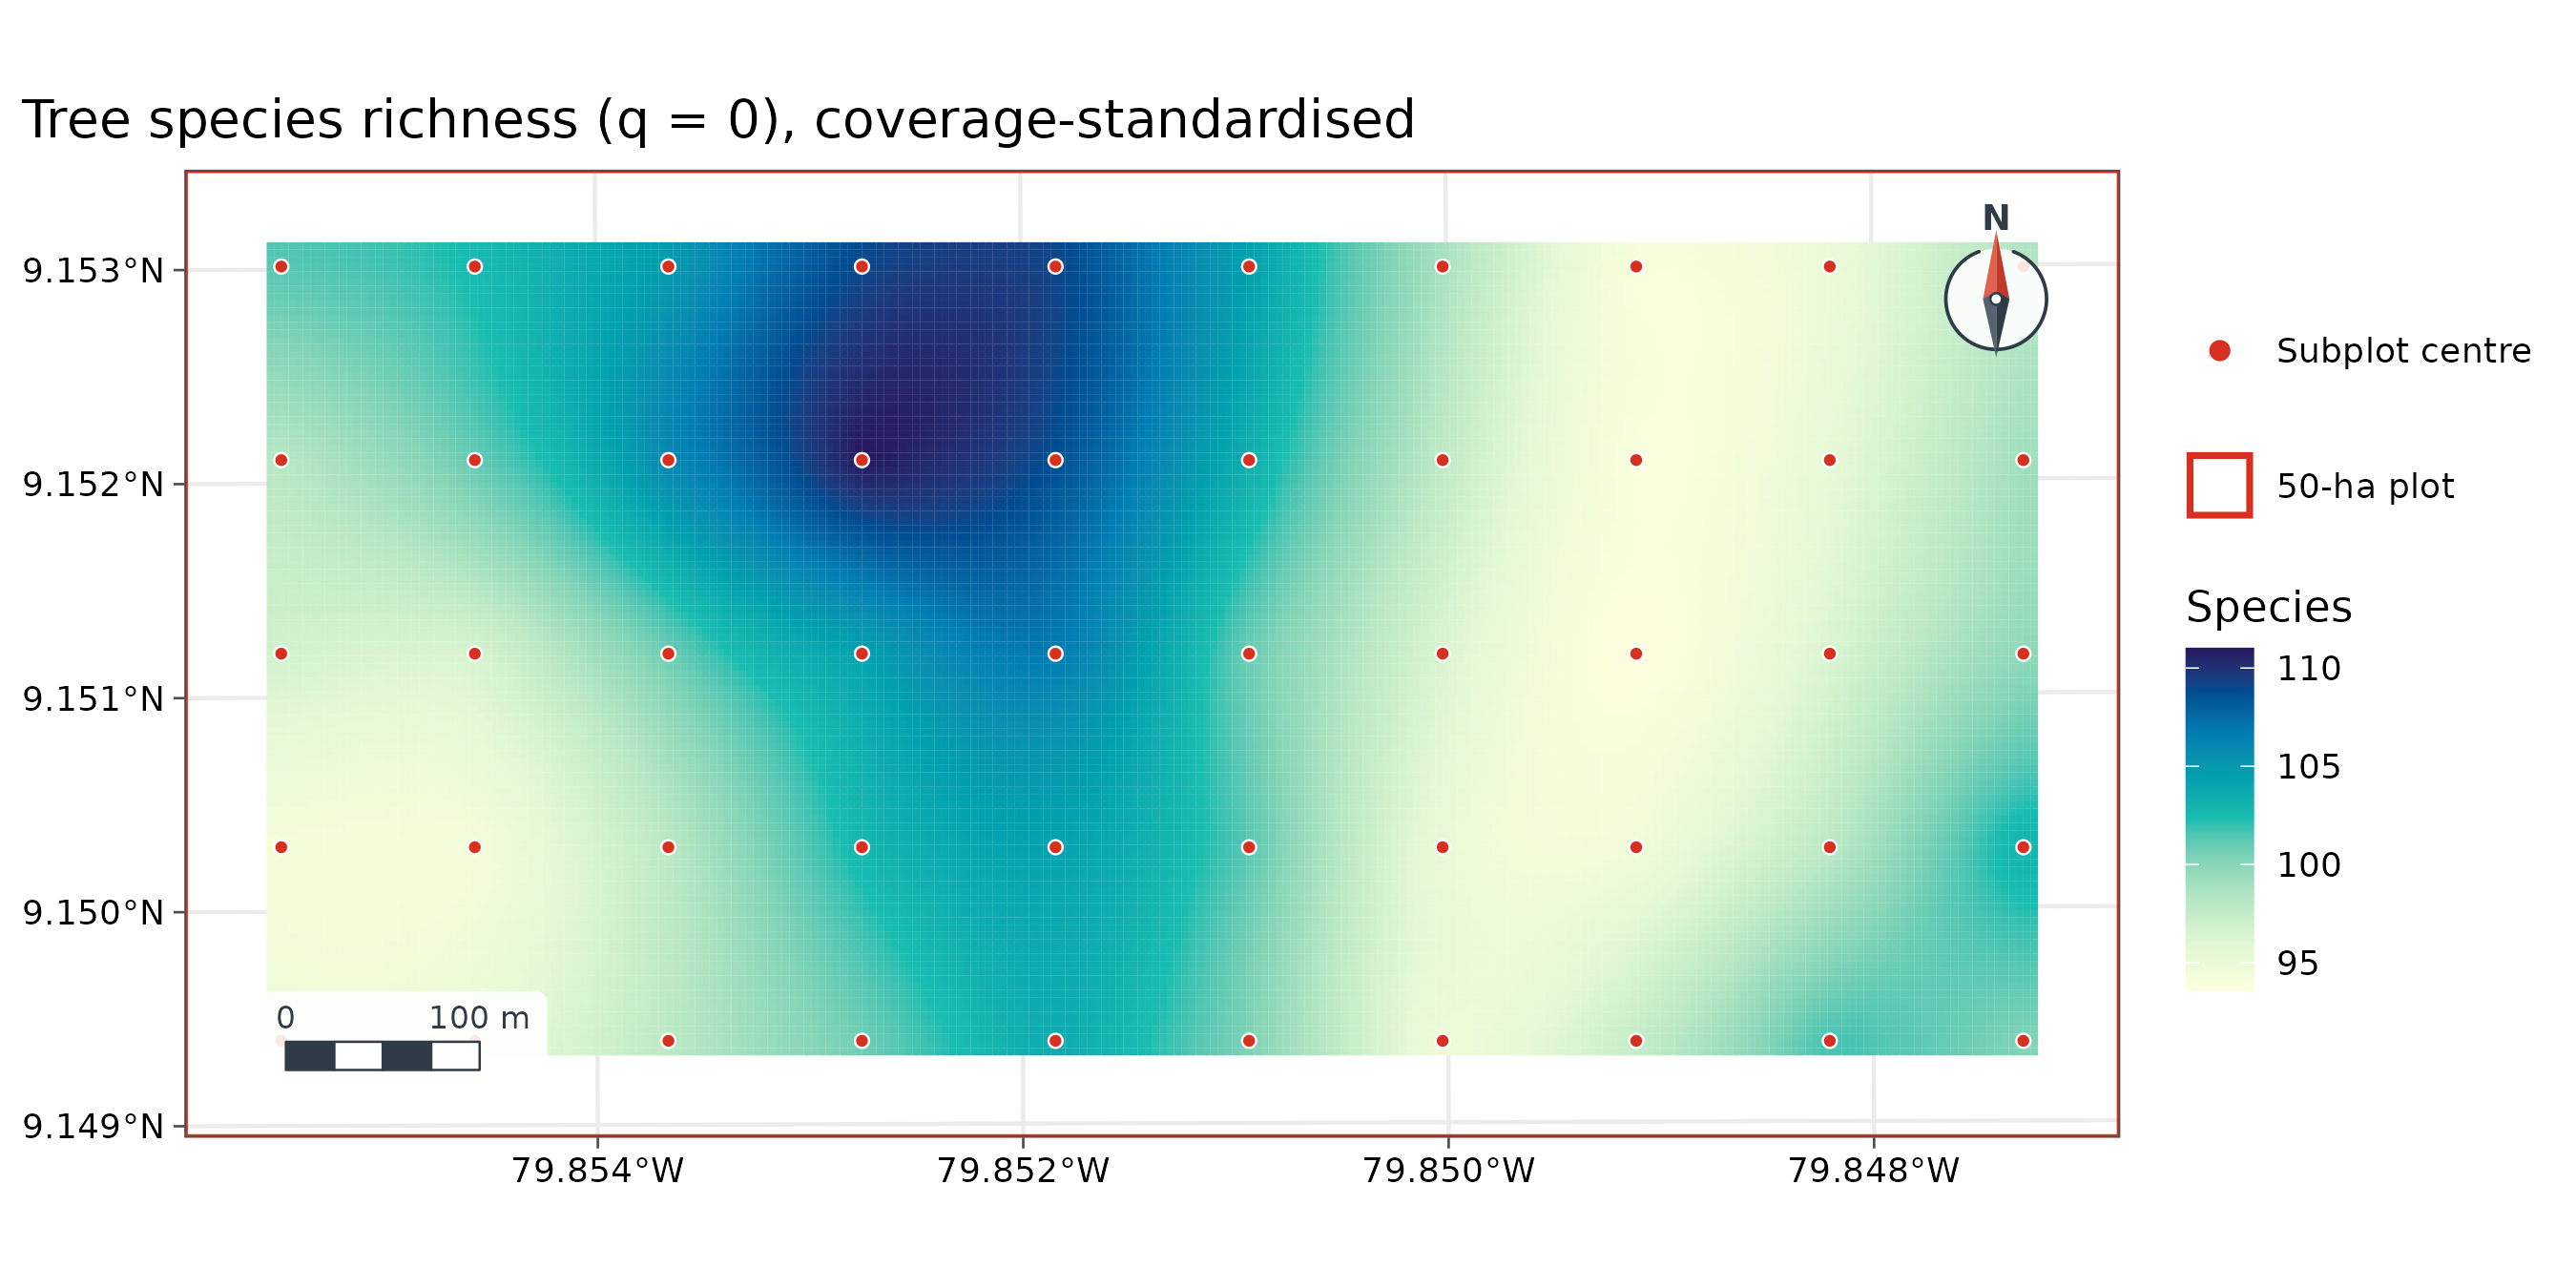 Tree species richness (q = 0), coverage-standardised
N
9.153°N
9.152°N
9.151°N
9.150°N
9.149°N
0 100 m
79.854°W 79.852°W 79.850°W 79.848°W
Subplot centre
50-ha plot
Species
110
105
100
95